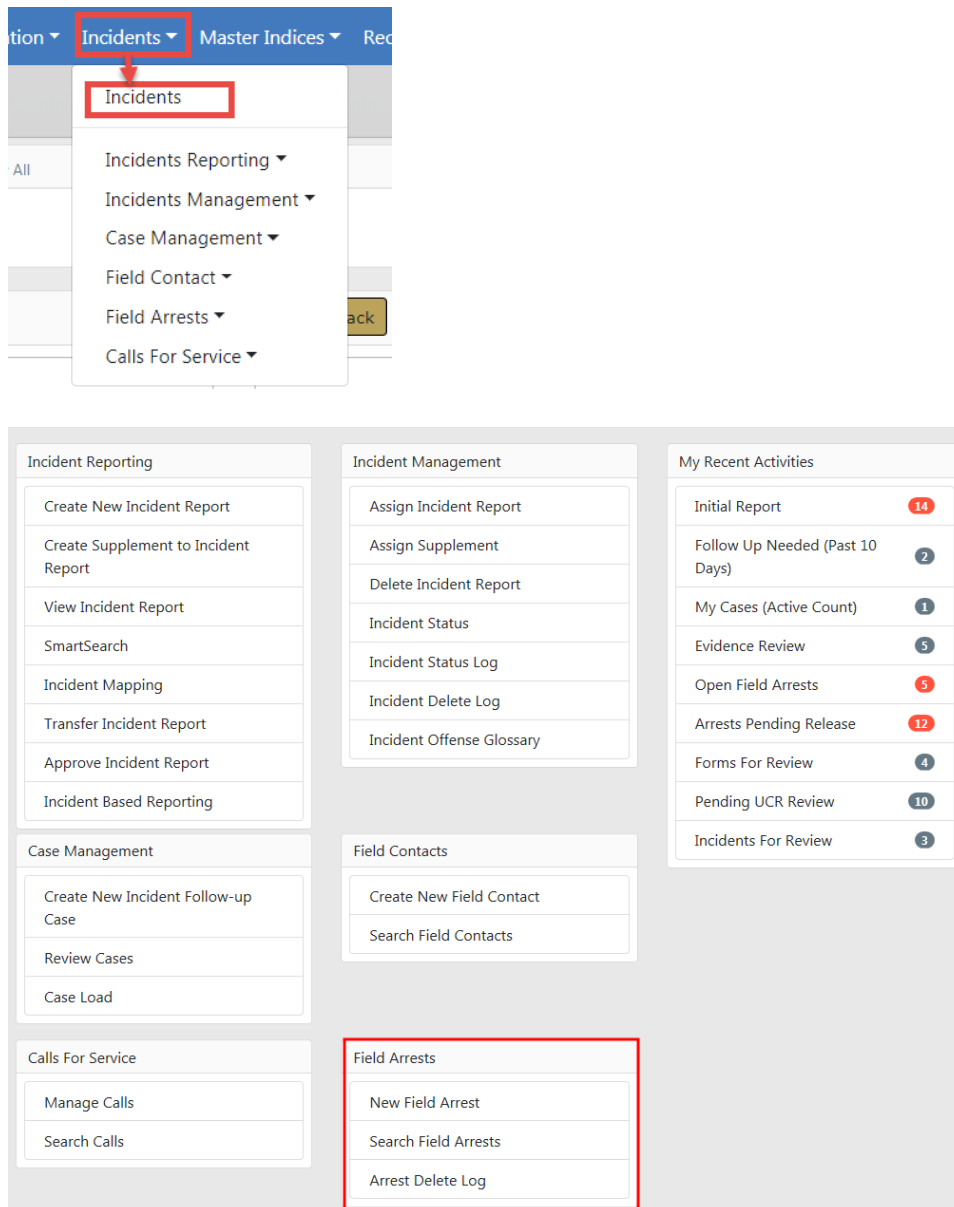 Incidents
Master Indices
Incidents
All
Incidents Reporting
Incidents Management
Case Management
Field Contact
Field Arrests
Calls For Service
Incident Reporting
Create New Incident Report
Create Supplement to Incident
Report
View Incident Report
SmartSearch
Incident Mapping
Transfer Incident Report
Approve Incident Report
Incident Based Reporting
Incident Management
Assign Incident Report
Assign Supplement
Delete Incident Report
Incident Status
Incident Status Log
Incident Delete Log
Incident Offense Glossary
My Recent Activities
Initial Report 14
Follow Up Needed (Past 10
Days) 2
My Cases (Active Count) 1
Evidence Review 5
Open Field Arrests 5
Arrests Pending Release 12
Forms For Review 4
Pending UCR Review 10
Incidents For Review 3
Case Management
Create New Incident Follow-up
Case
Review Cases
Case Load
Field Contacts
Create New Field Contact
Search Field Contacts
Calls For Service
Manage Calls
Search Calls
Field Arrests
New Field Arrest
Search Field Arrests
Arrest Delete Log